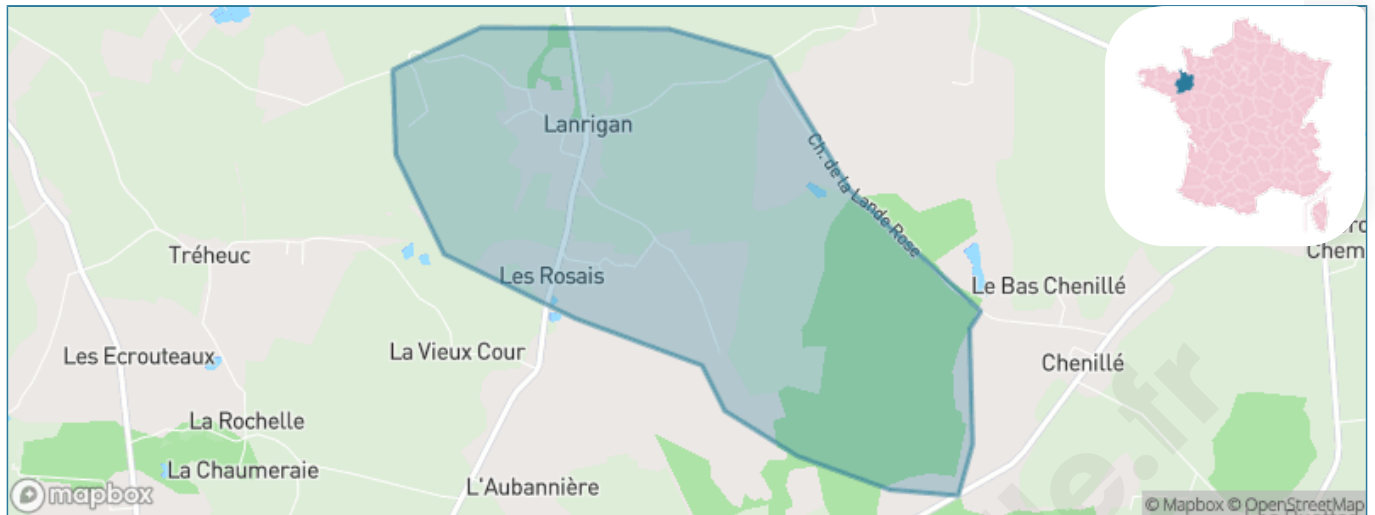 Lanrigan
Ch. de la Lande Rose
Tréheuc
Les Rosais
Chem
Le Bas Chenillé
Les Ecrouteaux
La Vieux Cour
Chenillé
La Rochelle
La Chaumeraie
L'Aubannière
mapbox
© Mapbox © OpenStreetMap